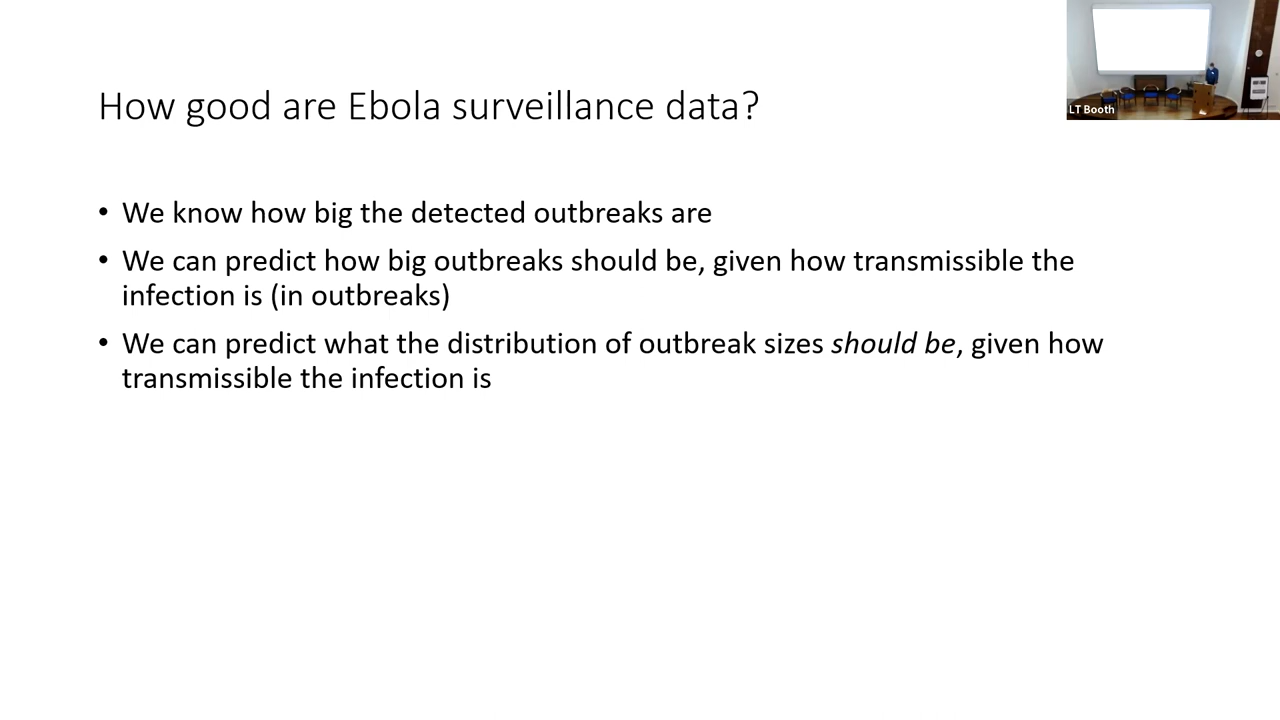 How good are Ebola surveillance data?
• We know how big the detected outbreaks are
• We can predict how big outbreaks should be, given how transmissible the
infection is (in outbreaks)
• We can predict what the distribution of outbreak sizes should be, given how
transmissible the infection is
LT Booth